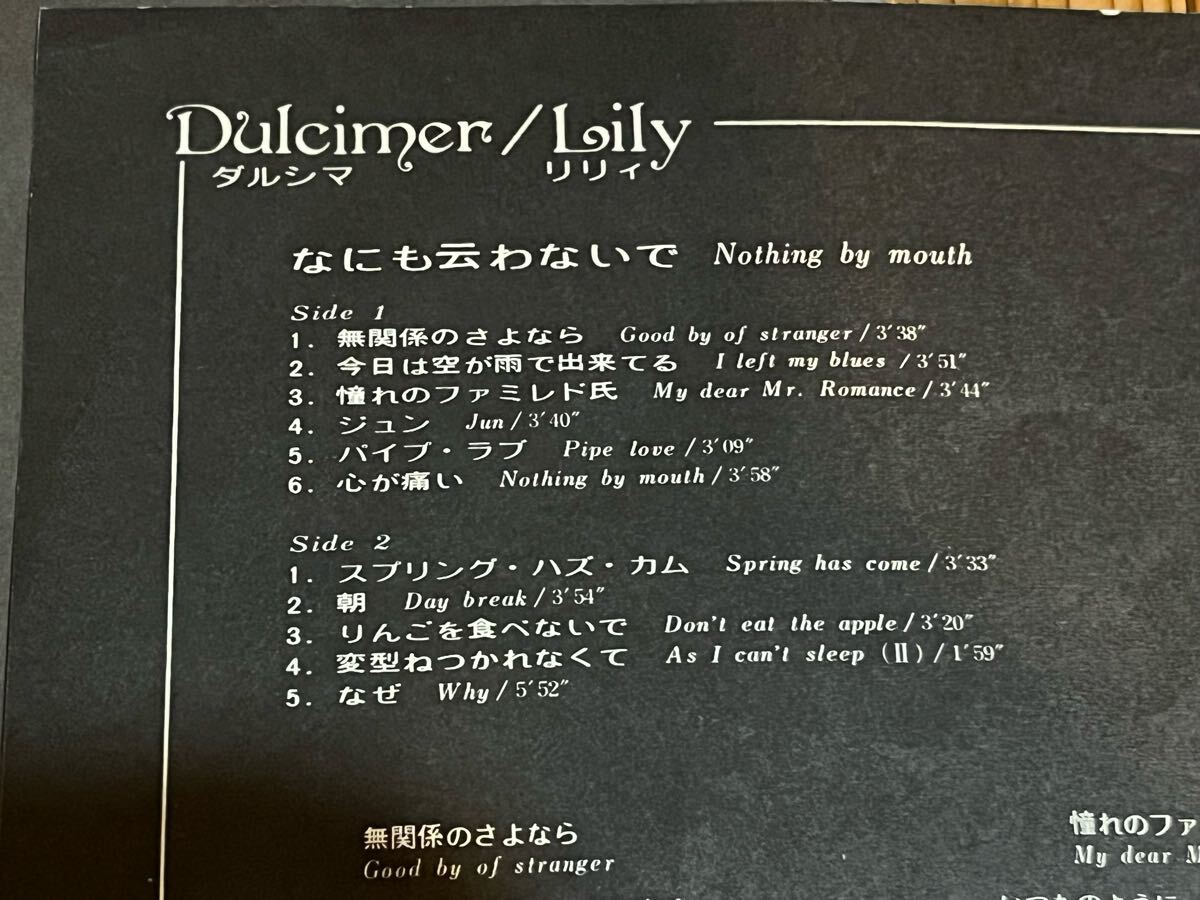 Dulcimer/Lily
ダルシマ リリィ
なにも云わないで Nothing by mouth
Side 1
1. 無関係のさよなら Good by of stranger/3′38″
2. 今日は空が雨で出来てる I left my blues /3′51″
3. 憧れのファミレド氏 My dear Mr. Romance/3′44″
4. ジュン Jun/3′40″
5. パイプ・ラブ Pipe love/3′09″
6. 心が痛い Nothing by mouth/3′58″
Side 2
1. スプリング・ハズ・カム Spring has come/3′33″
2. 朝 Day break/3′54″
3. りんごを食べないで Don't eat the apple/3′20″
4. 変型ねつかれなくて As I can't sleep (Ⅱ)/1′59″
5. なぜ Why/5′52″
無関係のさよなら
Good by of stranger
憧れのファ
My dear M